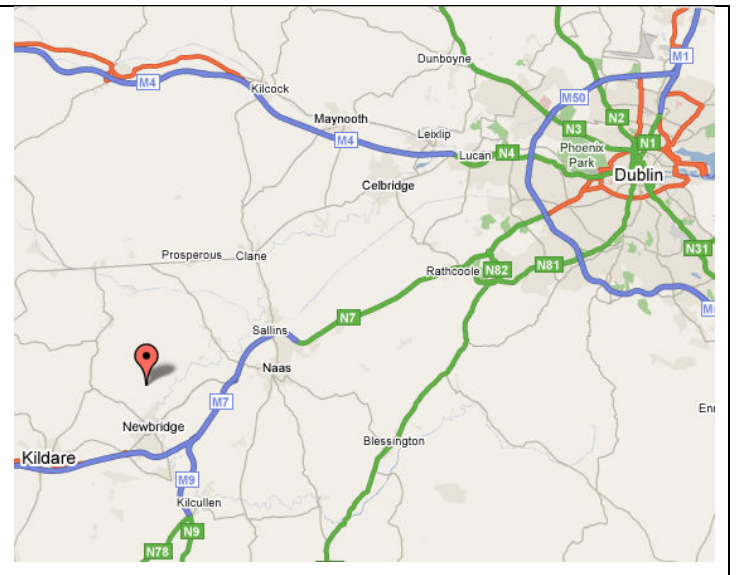 M1
Dunboyne
M4
Kilcock
M50
N2
Maynooth
N3
N1
Leixlip
M4
Phoenix
Park
Lucan
N4
Dublin
Celbridge
N31
Prosperous
Clane
Rathcoole
N82
N81
N7
Sallins
Naas
M7
Newbridge
Blessington
Kildare
M9
Kilcullen
N9
N78